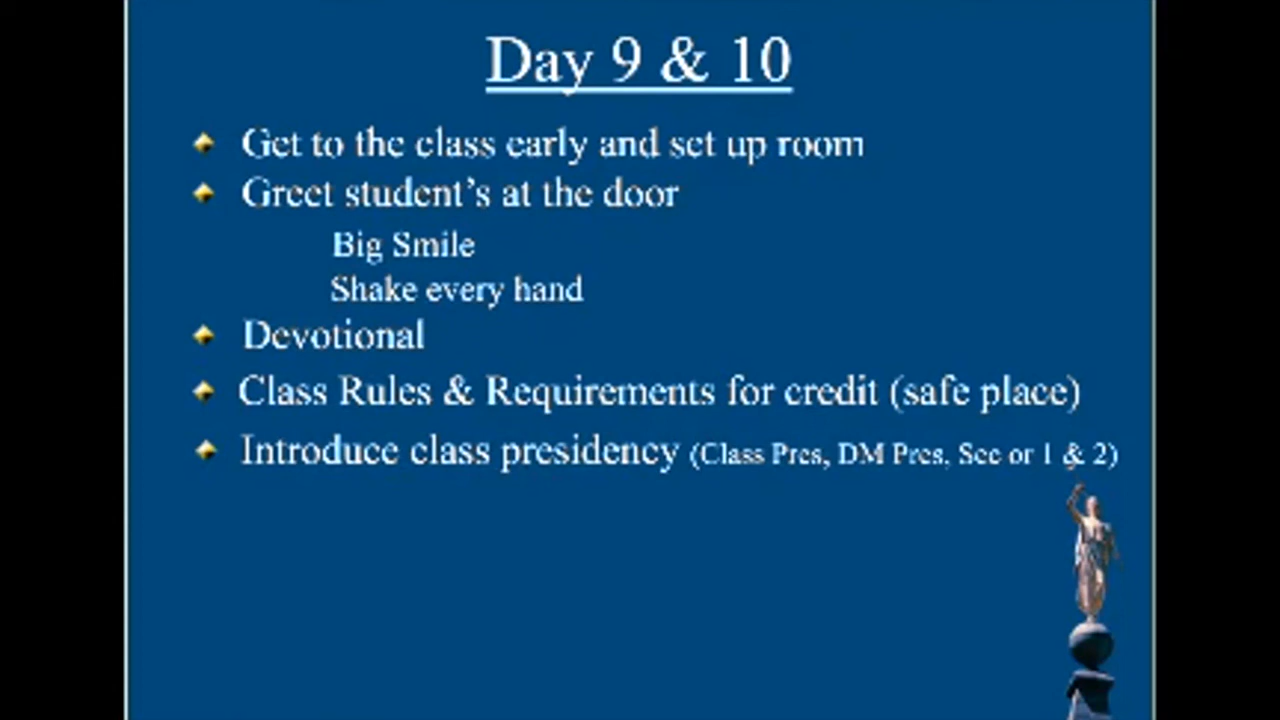 Day 9 & 10
Get to the class early and set up room
Greet student's at the door
Big Smile
Shake every hand
Devotional
Class Rules & Requirements for credit (safe place)
Introduce class presidency (Class Pres, DM Pres, Sec or 1 & 2)